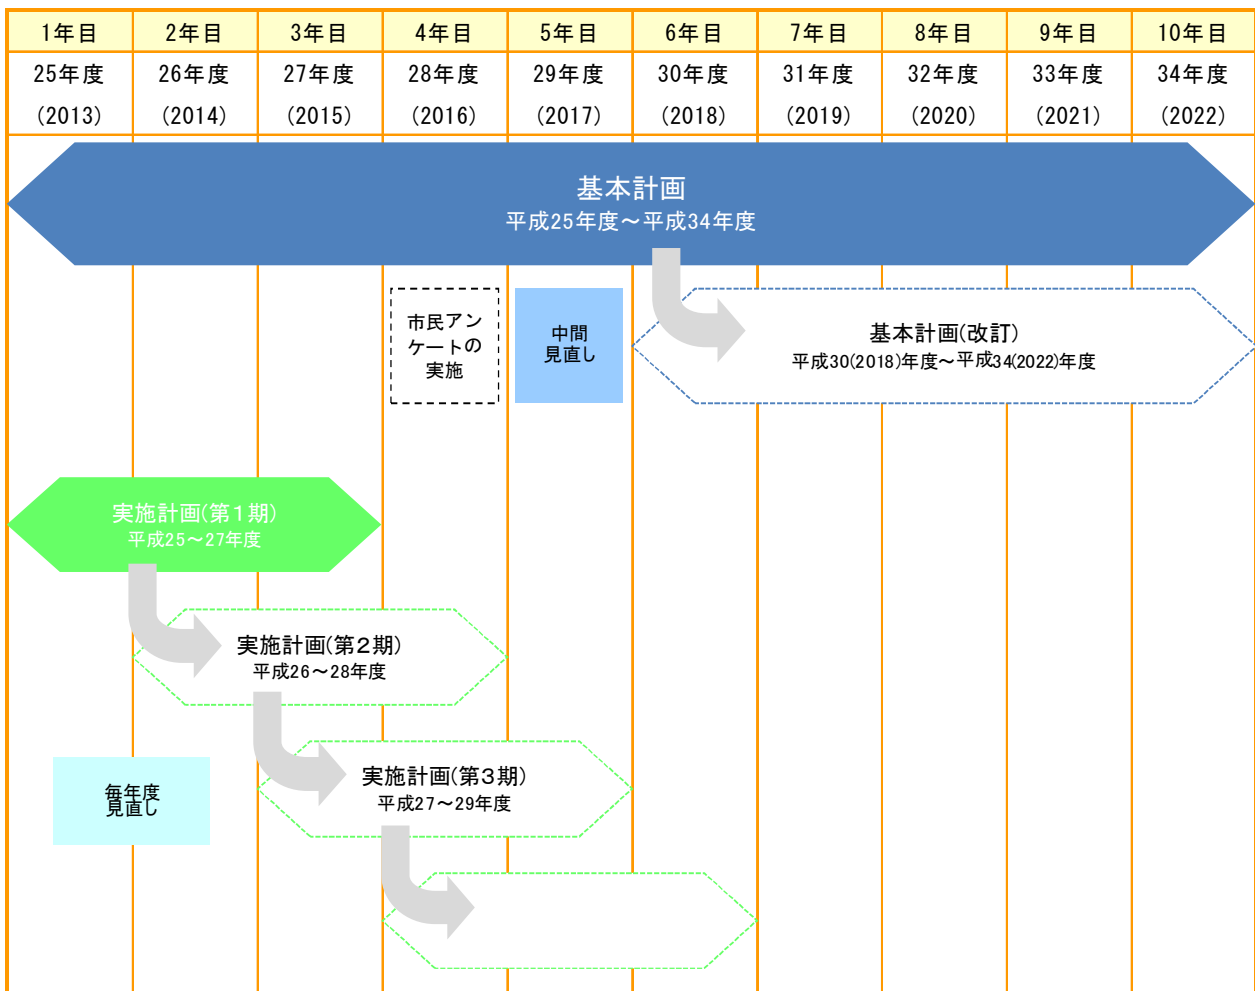 1年目 2年目 3年目 4年目 5年目 6年目 7年目 8年目 9年目 10年目
25年度 26年度 27年度 28年度 29年度 30年度 31年度 32年度 33年度 34年度
（2013） （2014） （2015） （2016） （2017） （2018） （2019） （2020） （2021） （2022）
基本計画
平成25年度～平成34年度
市民アン
ケートの
実施
中間
見直し
基本計画(改訂)
平成30(2018)年度～平成34(2022)年度
実施計画(第１期)
平成25～27年度
実施計画(第２期)
平成26～28年度
実施計画(第３期)
平成27～29年度
毎年度
見直し